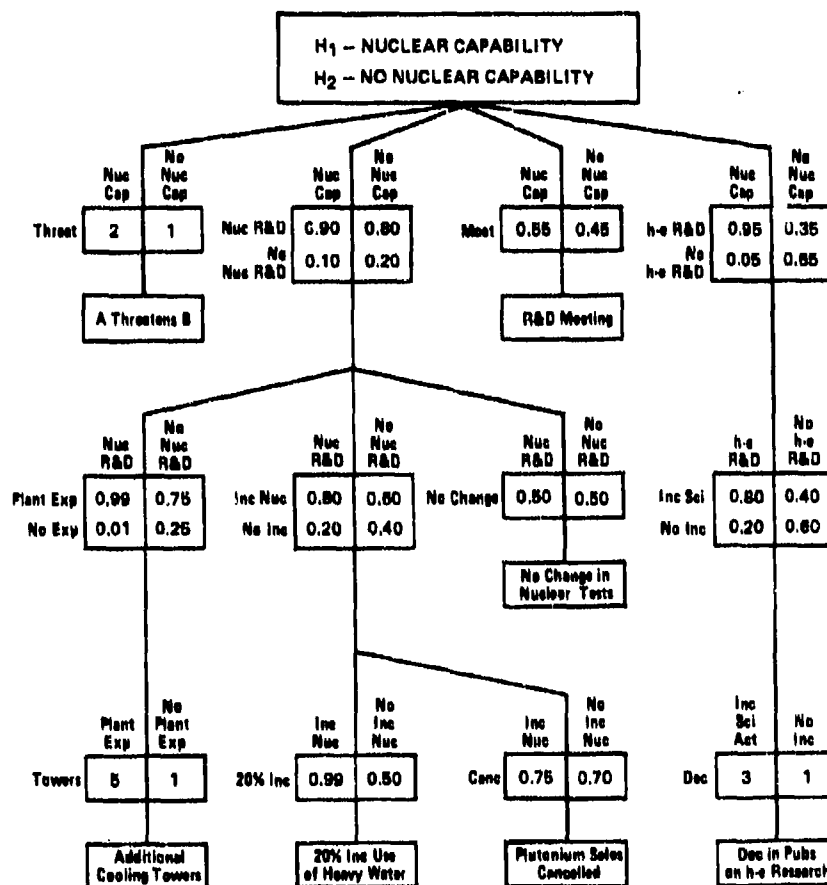 H1 – NUCLEAR CAPABILITY
H2 – NO NUCLEAR CAPABILITY
Nuc Cap
No Nuc Cap
Threat 2 1
A Threatens B
Nuc Cap
No Nuc Cap
Nuc R&D 0.90 0.80
No Nuc R&D 0.10 0.20
Nuc Cap
No Nuc Cap
Meet 0.55 0.45
R&D Meeting
Nuc Cap
No Nuc Cap
h-e R&D 0.95 0.35
No h-e R&D 0.05 0.65
Nuc R&D
No Nuc R&D
Plant Exp 0.99 0.75
No Exp 0.01 0.25
Nuc R&D
No Nuc R&D
Inc Nuc 0.80 0.60
No Inc 0.20 0.40
Nuc R&D
No Nuc R&D
No Change 0.50 0.50
No Change in
Nuclear Tests
h-e R&D
No h-e R&D
Inc Sci 0.80 0.40
No Inc 0.20 0.60
Plant Exp
No Plant Exp
Towers 5 1
Additional
Cooling Towers
Inc Nuc
No Inc Nuc
20% Inc 0.99 0.50
20% Inc Use
of Heavy Water
Inc Nuc
No Inc Nuc
Canc 0.75 0.70
Plutonium Sales
Cancelled
Inc Sci Act
No Inc
Dec 3 1
Dec in Pubs
on h-e Research